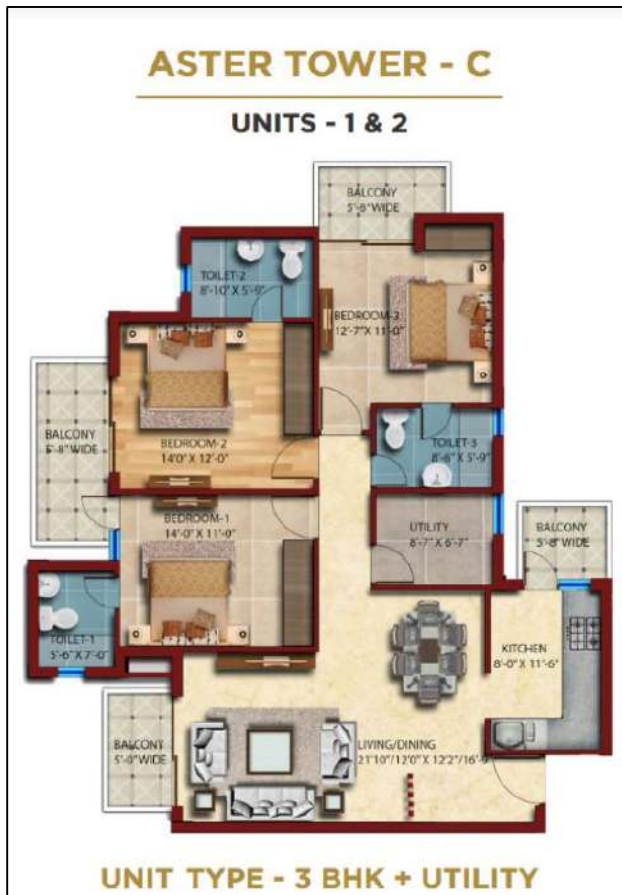 ASTER TOWER - C
UNITS - 1 & 2
BALCONY
5'-8" WIDE
TOILET-2
8'-10" X 5'-9"
BEDROOM-3
12'-7" X 11'-0"
BALCONY
5'-8" WIDE
BEDROOM-2
14'0" X 12'-0"
TOILET-3
8'-6" X 5'-9"
BEDROOM-1
14'-0" X 11'-0"
UTILITY
8'-7" X 6'-7"
BALCONY
5'-8" WIDE
TOILET-1
5'-6" X 7'-0"
KITCHEN
8'-0" X 11'-6"
BALCONY
5'-0" WIDE
LIVING/DINING
21'10"/12'0" X 12'2"/16'-9"
UNIT TYPE - 3 BHK + UTILITY